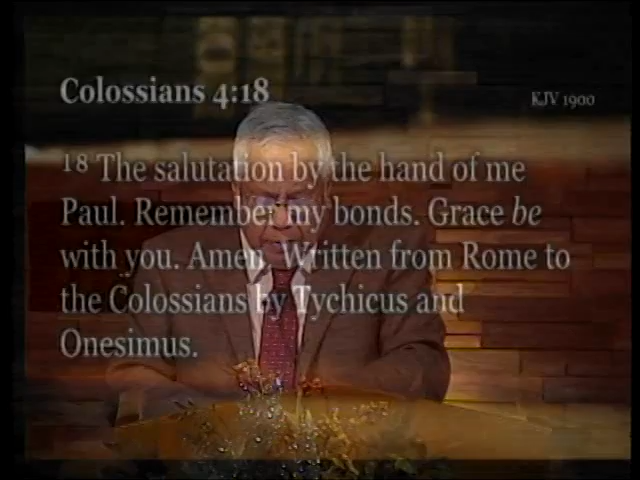 Colossians 4:18
KJV 1900
18 The salutation by the hand of me
Paul. Remember my bonds. Grace be
with you. Amen. Written from Rome to
the Colossians by Tychicus and
Onesimus.